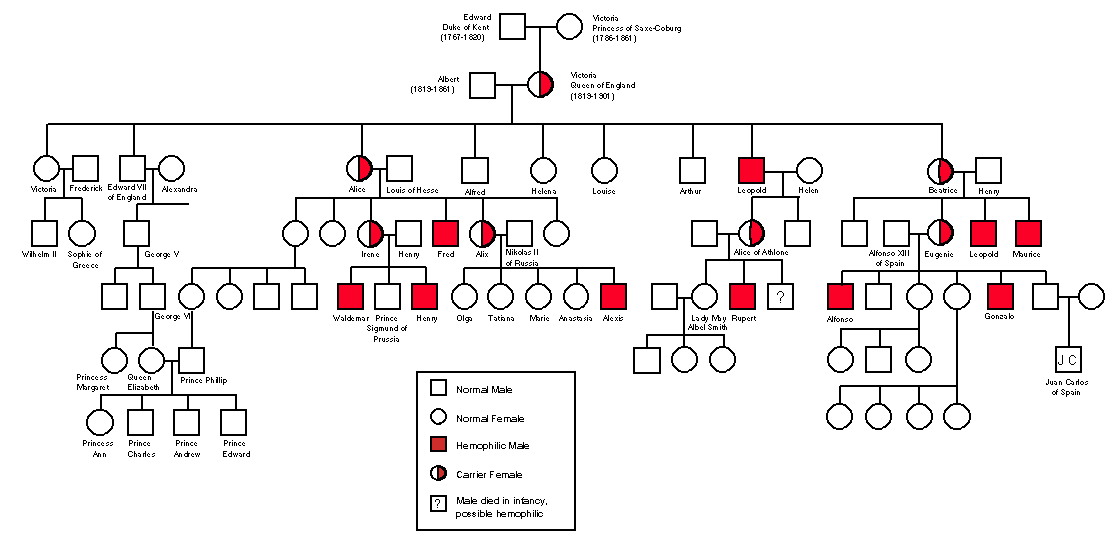 Edward
Duke of Kent
(1767-1820)
Victoria
Princess of Saxe-Coburg
(1786-1861)
Albert
(1819-1861)
Victoria
Queen of England
(1819-1901)
Victoria
Frederick
Edward VII
of England
Alexandra
Alice
Louis of Hesse
Alfred
Helena
Louise
Arthur
Leopold
Helen
Beatrice
Henry
Wilhelm II
Sophie of
Greece
George V
Irene
Henry
Fred
Alix
Nikolas II
of Russia
Alice of Athlone
Alfonso XIII
of Spain
Eugenie
Leopold
Maurice
George VI
Waldemar
Prince
Sigmund of
Prussia
Henry
Olga
Tatiana
Marie
Anastasia
Alexis
Lady May
Abel Smith
Rupert
?
Alfonso
Gonzalo
Princess
Margaret
Queen
Elizabeth
Prince Phillip
J C
Juan Carlos
of Spain
Princess
Ann
Prince
Charles
Prince
Andrew
Prince
Edward
Normal Male
Normal Female
Hemophilic Male
Carrier Female
?
Male died in infancy,
possible hemophilic